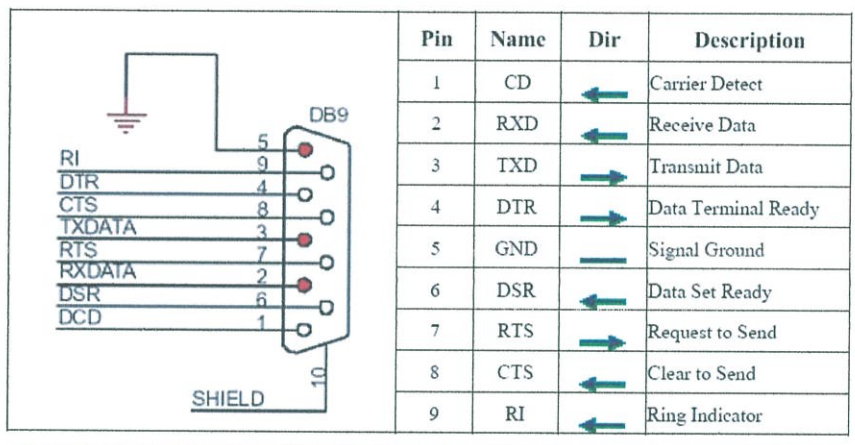 DB9
5
RI 9
DTR 4
CTS 8
TXDATA 3
RTS 7
RXDATA 2
DSR 6
DCD 1
10
SHIELD
Pin Name Dir Description
1 CD Carrier Detect
2 RXD Receive Data
3 TXD Transmit Data
4 DTR Data Terminal Ready
5 GND Signal Ground
6 DSR Data Set Ready
7 RTS Request to Send
8 CTS Clear to Send
9 RI Ring Indicator